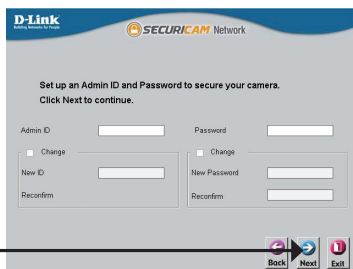 D-Link
Building Networks for People
SECURICAM Network
Set up an Admin ID and Password to secure your camera.
Click Next to continue.
Admin ID
Password
Change
Change
New ID
New Password
Reconfirm
Reconfirm
Back
Next
Exit